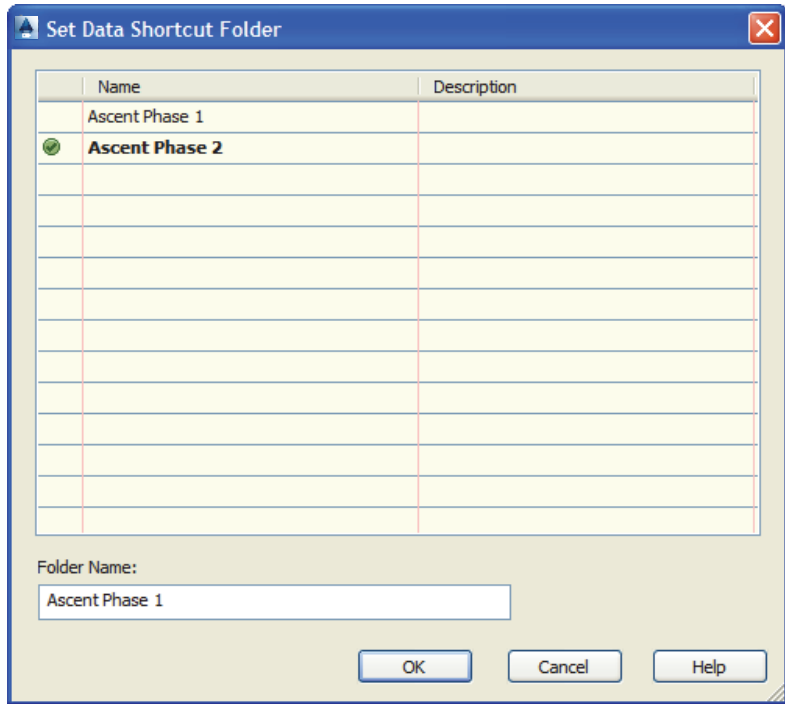 Set Data Shortcut Folder
Name Description
Ascent Phase 1
Ascent Phase 2
Folder Name:
Ascent Phase 1
OK Cancel Help